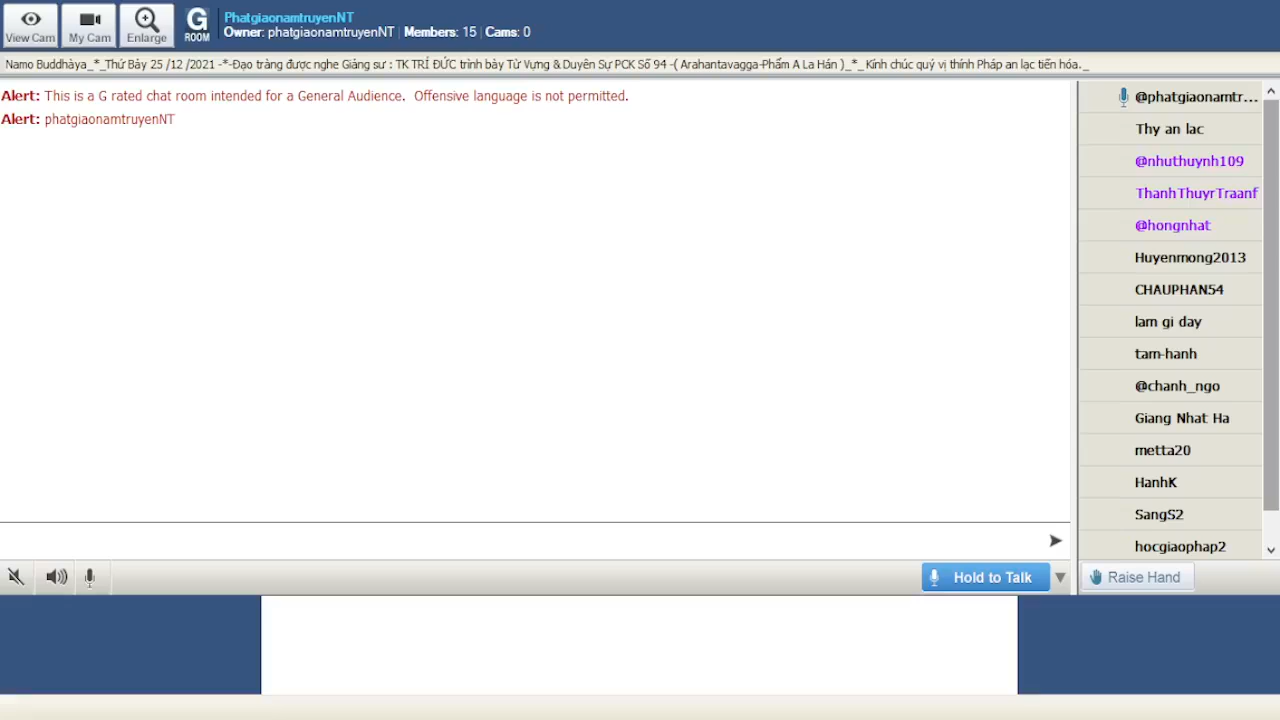 View Cam
My Cam
Enlarge
G
ROOM
PhatgiaonamtruyenNT
Owner: phatgiaonamtruyenNT | Members: 15 | Cams: 0
Namo Buddhàya_*_Thứ Bảy 25 /12 /2021 -*-Đạo tràng được nghe Giảng sư : TK TRÍ ĐỨC trình bày Từ Vựng & Duyên Sự PCK Số 94 -( Arahantavagga-Phẩm A La Hán )_*_ Kính chúc quý vị thính Pháp an lạc tiến hóa._
Alert: This is a G rated chat room intended for a General Audience. Offensive language is not permitted.
Alert: phatgiaonamtruyenNT
@phatgiaonamtr...
Thy an lac
@nhuthuynh109
ThanhThuyrTraanf
@hongnhat
Huyenmong2013
CHAUPHAN54
lam gi day
tam-hanh
@chanh_ngo
Giang Nhat Ha
metta20
HanhK
SangS2
hocgiaophap2
Hold to Talk
Raise Hand